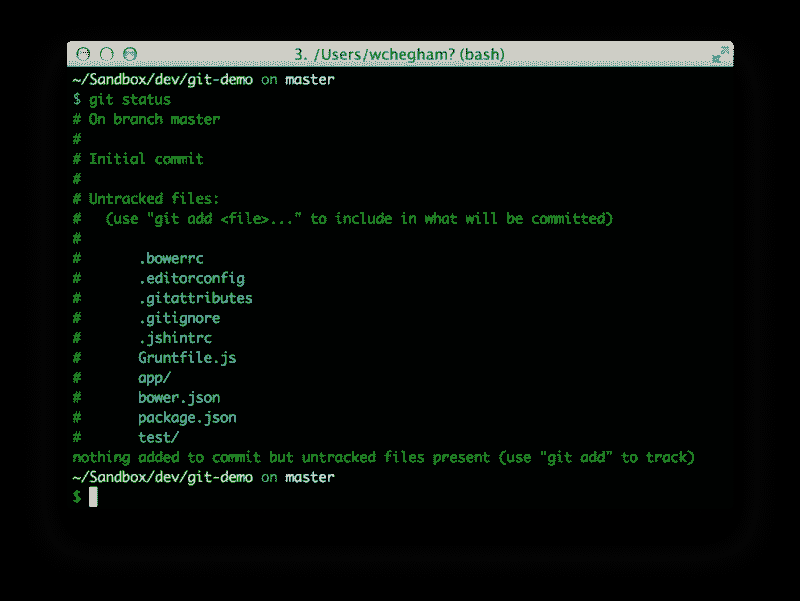 3. /Users/wchegham? (bash)
~/Sandbox/dev/git-demo on master
$ git status
# On branch master
#
# Initial commit
#
# Untracked files:
#   (use "git add <file>..." to include in what will be committed)
#
#       .bowerrc
#       .editorconfig
#       .gitattributes
#       .gitignore
#       .jshintrc
#       Gruntfile.js
#       app/
#       bower.json
#       package.json
#       test/
nothing added to commit but untracked files present (use "git add" to track)
~/Sandbox/dev/git-demo on master
$